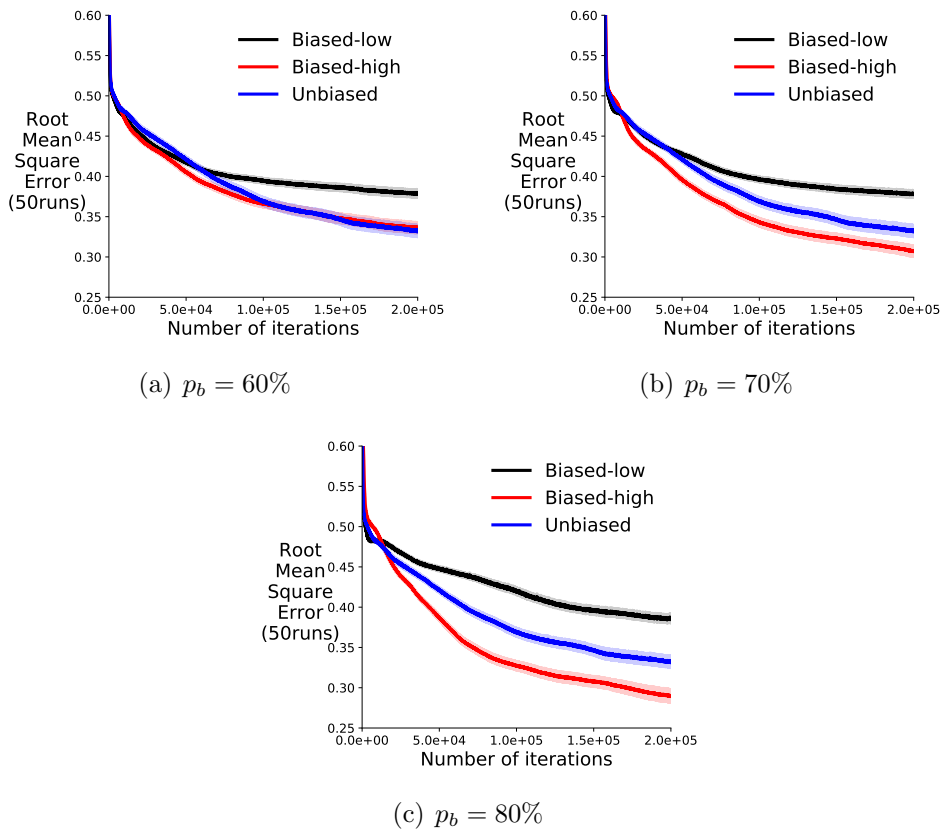 0.60
0.55
0.50
0.45
0.40
0.35
0.30
0.25
Root
Mean
Square
Error
(50runs)
Biased-low
Biased-high
Unbiased
0.0e+00 5.0e+04 1.0e+05 1.5e+05 2.0e+05
Number of iterations
(a) p_b = 60%
0.60
0.55
0.50
0.45
0.40
0.35
0.30
0.25
Root
Mean
Square
Error
(50runs)
Biased-low
Biased-high
Unbiased
0.0e+00 5.0e+04 1.0e+05 1.5e+05 2.0e+05
Number of iterations
(b) p_b = 70%
0.60
0.55
0.50
0.45
0.40
0.35
0.30
0.25
Root
Mean
Square
Error
(50runs)
Biased-low
Biased-high
Unbiased
0.0e+00 5.0e+04 1.0e+05 1.5e+05 2.0e+05
Number of iterations
(c) p_b = 80%